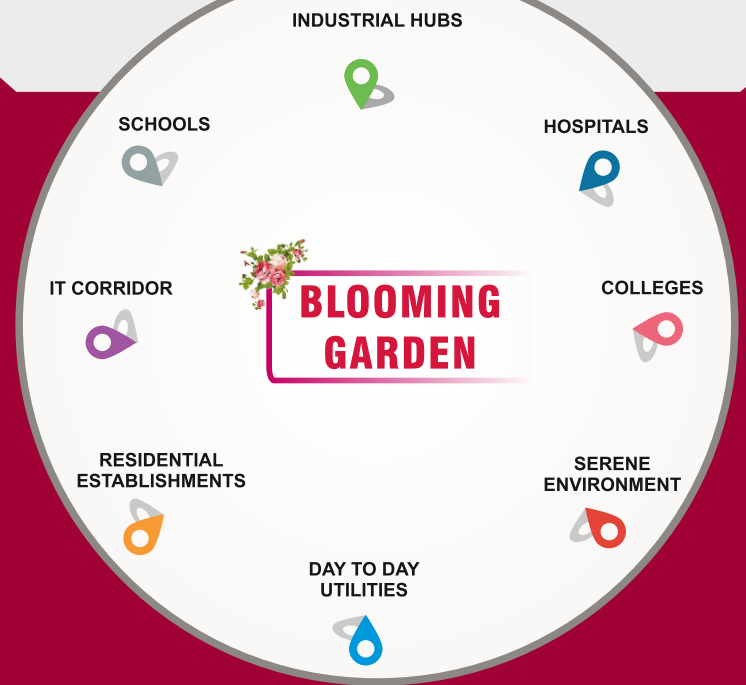 INDUSTRIAL HUBS
SCHOOLS
HOSPITALS
IT CORRIDOR
COLLEGES
BLOOMING
GARDEN
RESIDENTIAL
ESTABLISHMENTS
SERENE
ENVIRONMENT
DAY TO DAY
UTILITIES